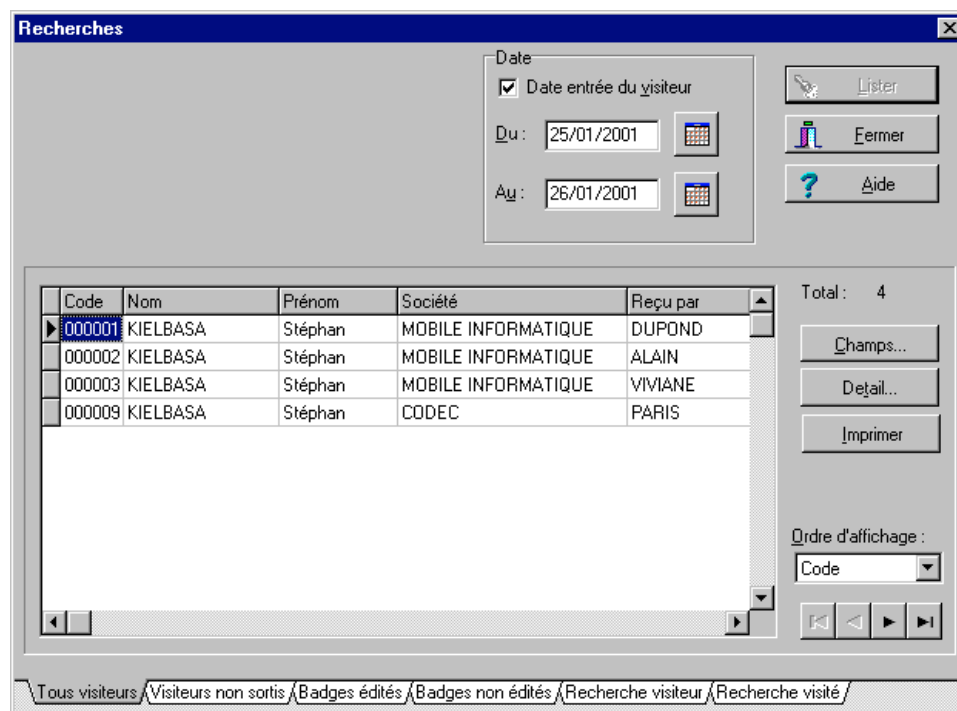 Recherches
Date
Date entrée du visiteur
Du : 25/01/2001
Au : 26/01/2001
Lister
Fermer
Aide
Code Nom Prénom Société Reçu par
000001 KIELBASA Stéphan MOBILE INFORMATIQUE DUPOND
000002 KIELBASA Stéphan MOBILE INFORMATIQUE ALAIN
000003 KIELBASA Stéphan MOBILE INFORMATIQUE VIVIANE
000009 KIELBASA Stéphan CODEC PARIS
Total : 4
Champs...
Detail...
Imprimer
Ordre d'affichage :
Code
Tous visiteurs Visiteurs non sortis Badges édités Badges non édités Recherche visiteur Recherche visité